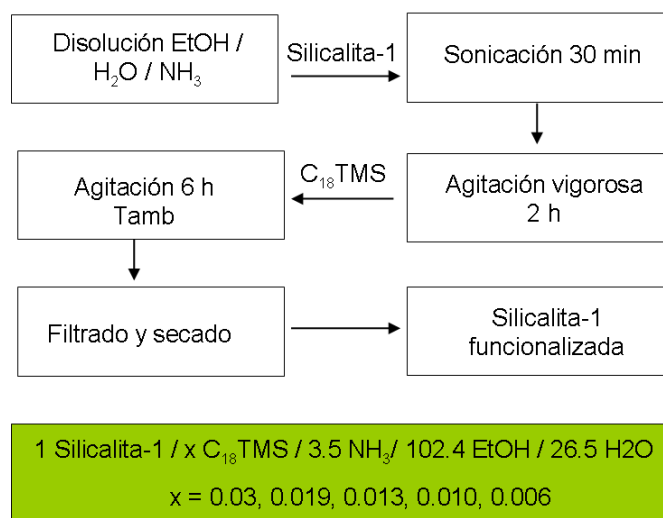 Disolución EtOH /
H₂O / NH₃
Silicalita-1
Sonicación 30 min
Agitación vigorosa
2 h
C₁₈TMS
Agitación 6 h
Tamb
Filtrado y secado
Silicalita-1
funcionalizada
1 Silicalita-1 / x C₁₈TMS / 3.5 NH₃/ 102.4 EtOH / 26.5 H2O
x = 0.03, 0.019, 0.013, 0.010, 0.006